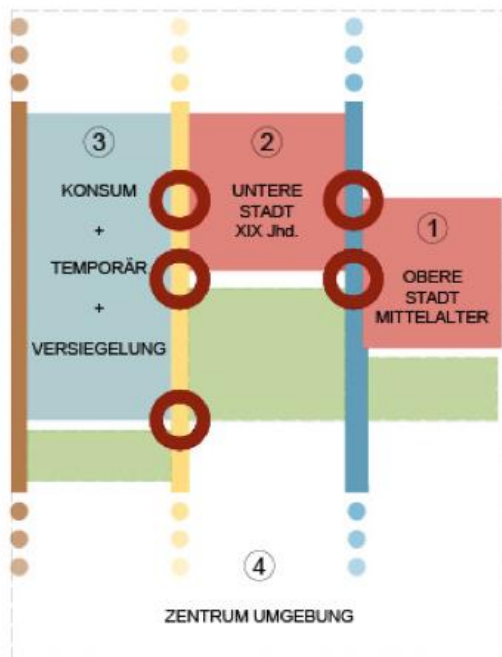 ③
KONSUM
+
TEMPORÄR
+
VERSIEGELUNG
②
UNTERE
STADT
XIX Jhd.
①
OBERE
STADT
MITTELALTER
④
ZENTRUM UMGEBUNG